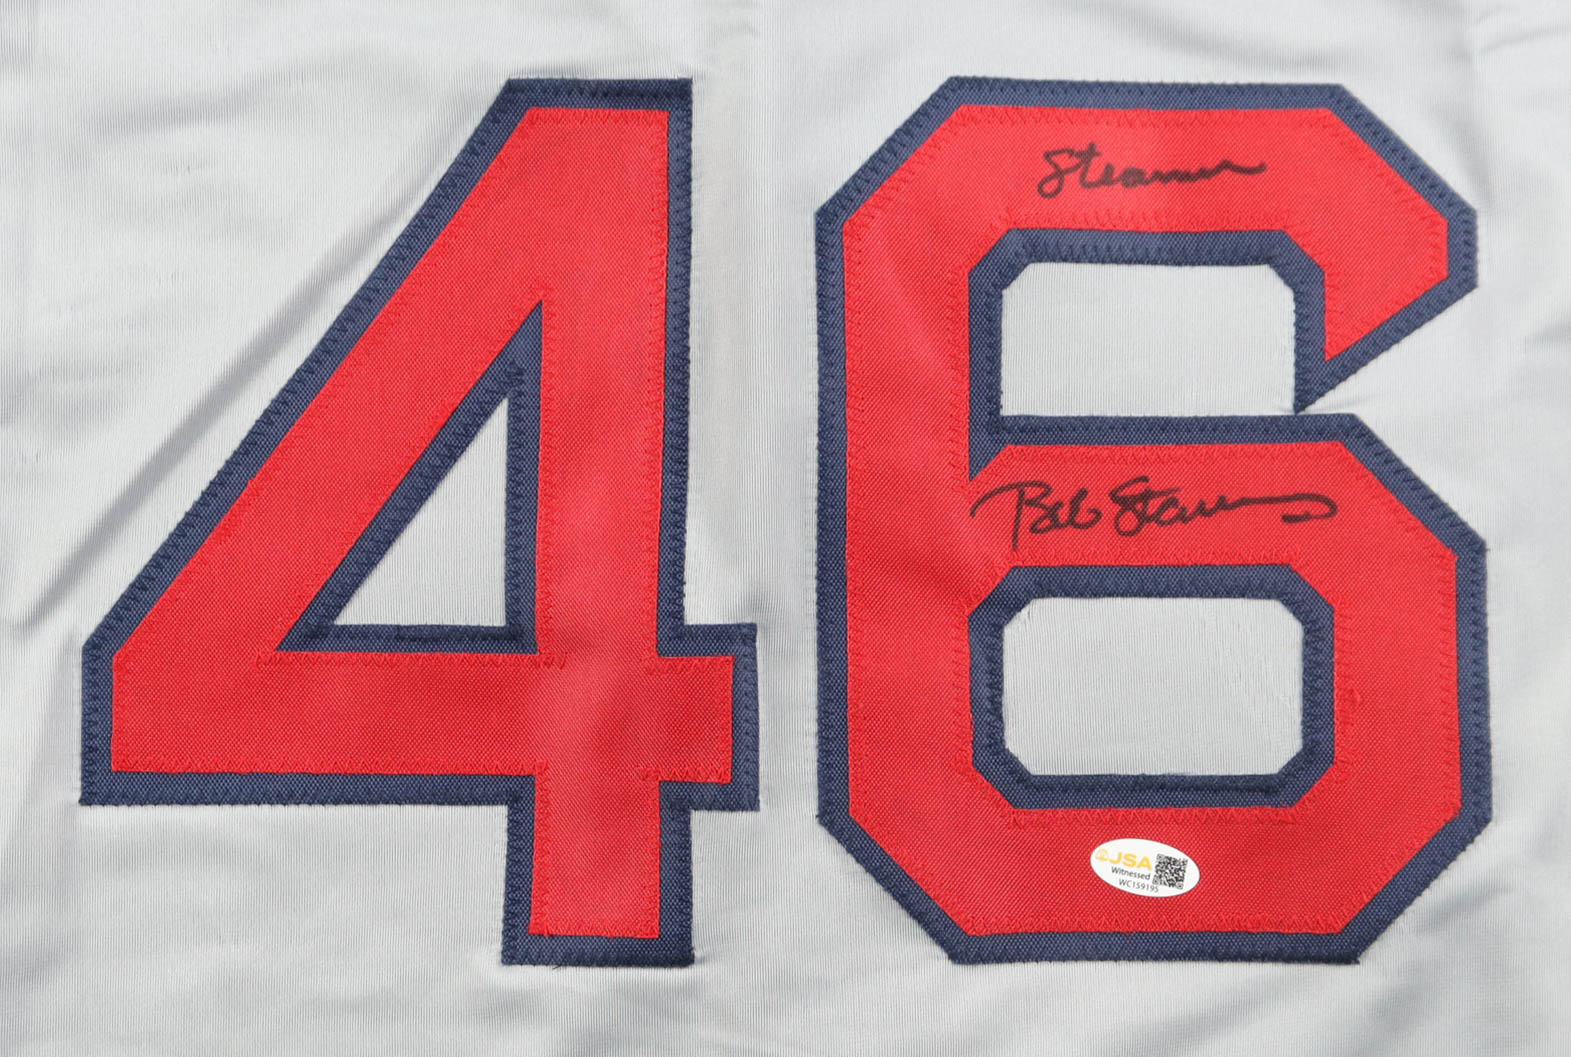 46
Steamer
Bob Stanley
JSA
Witnessed
WC159195